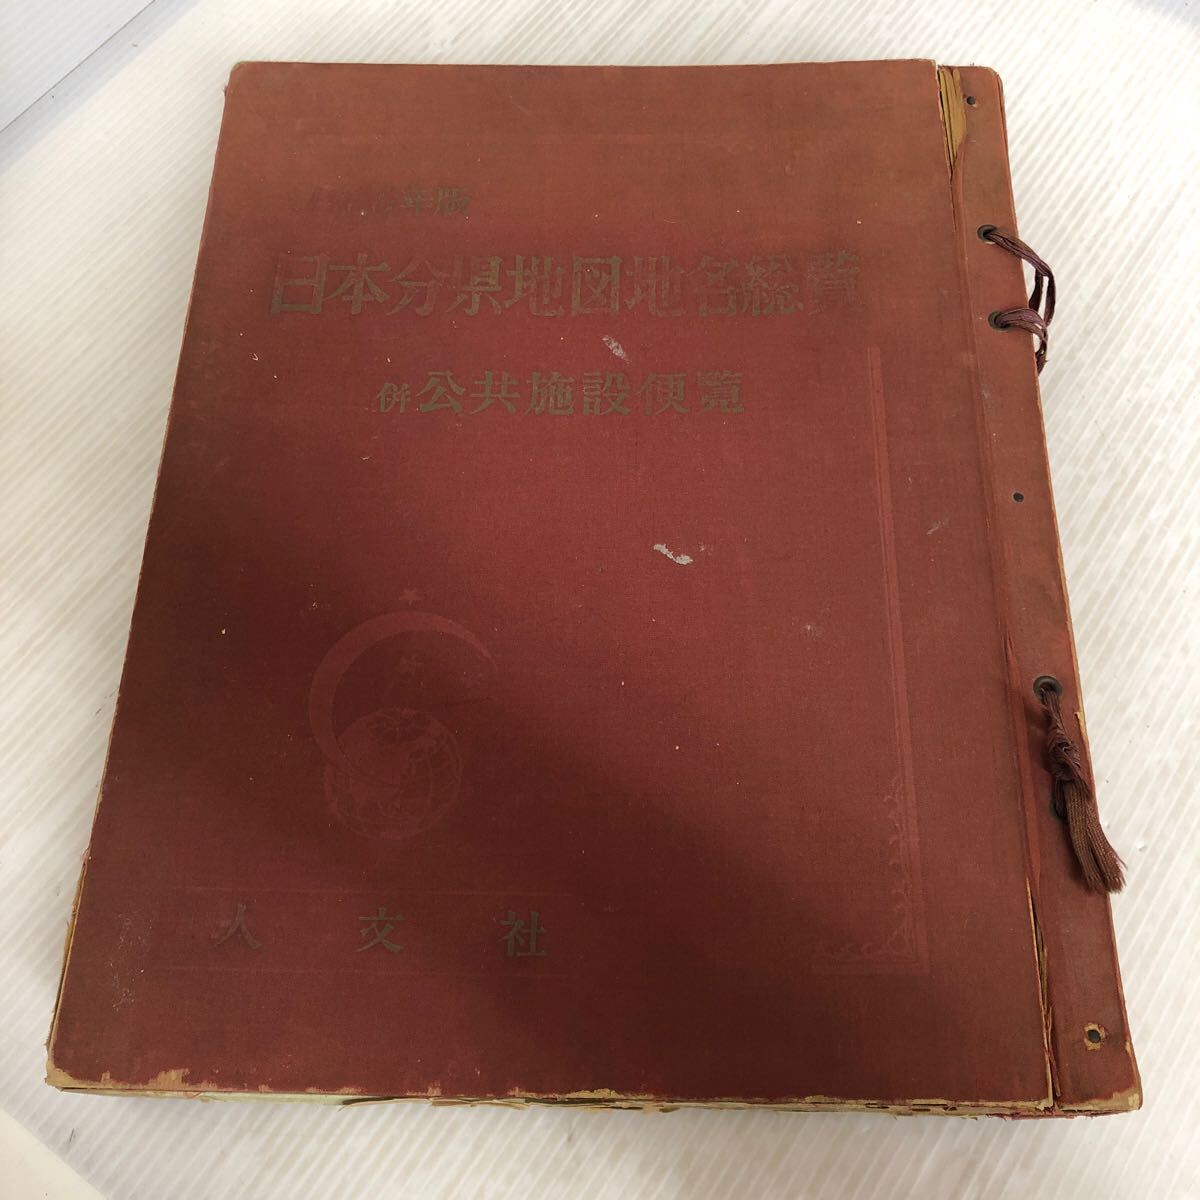 年版
日本分県地図地名総覧
併 公共施設便覧
人文社